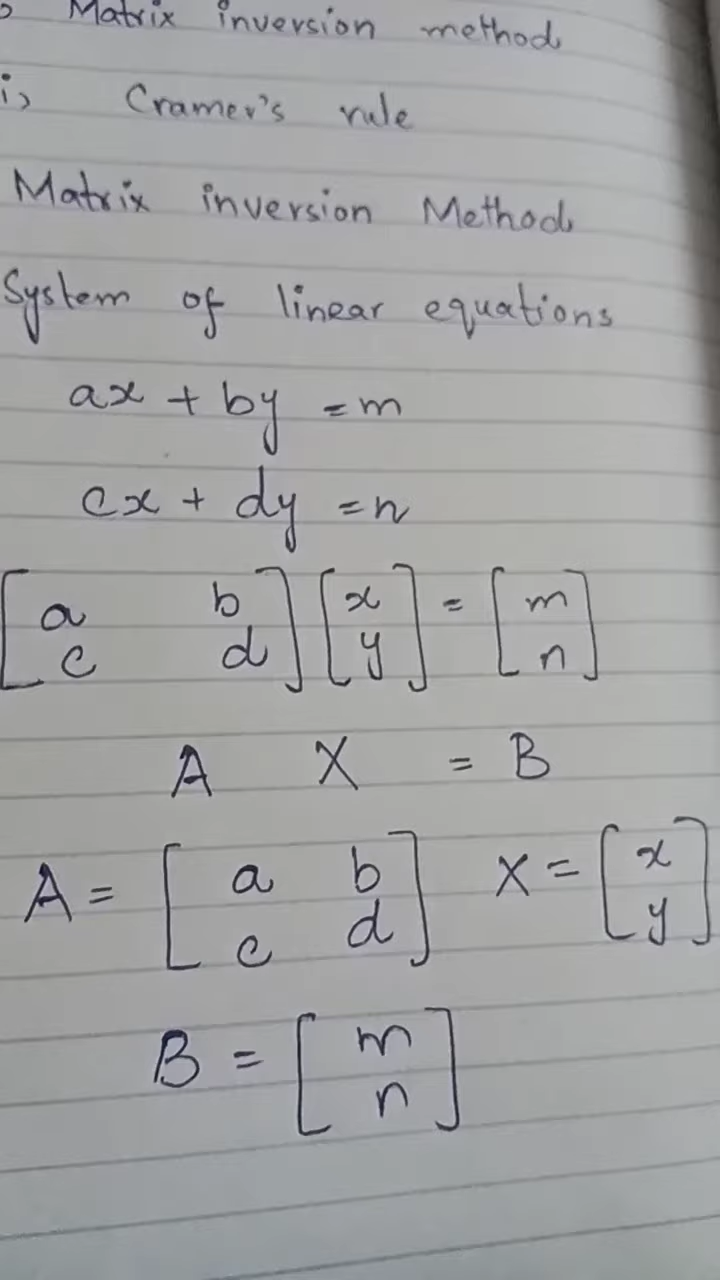 Matrix inversion method
i, Cramer's rule
Matrix inversion Method
System of linear equations
ax + by = m
cx + dy = n
[a b] [x] = [m]
[c d] [y] [n]
A X = B
A = [a b] X = [x]
[c d] [y]
B = [m]
[n]